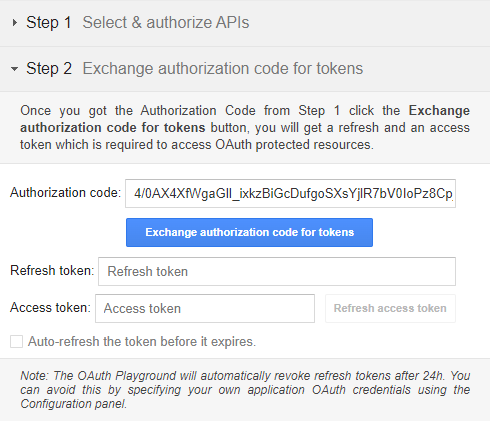 Step 1 Select & authorize APIs
Step 2 Exchange authorization code for tokens
Once you got the Authorization Code from Step 1 click the Exchange
authorization code for tokens button, you will get a refresh and an access
token which is required to access OAuth protected resources.
Authorization code: 4/0AX4XfWgaGlI_ixkzBiGcDufgoSXsYjlR7bV0IoPz8Cp
Exchange authorization code for tokens
Refresh token: Refresh token
Access token: Access token Refresh access token
Auto-refresh the token before it expires.
Note: The OAuth Playground will automatically revoke refresh tokens after 24h. You
can avoid this by specifying your own application OAuth credentials using the
Configuration panel.